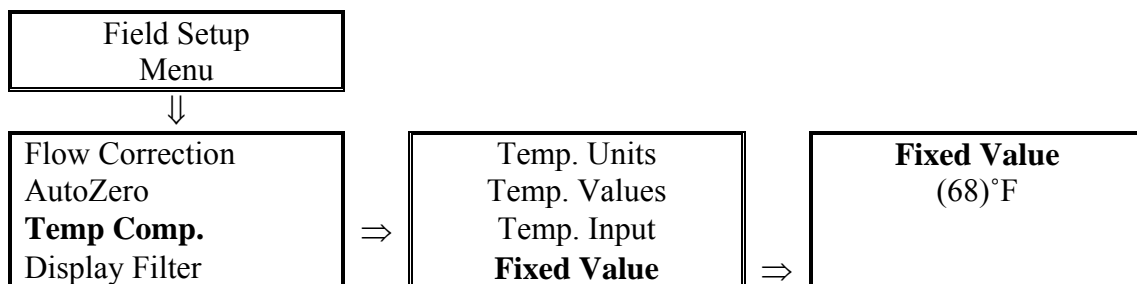 Field Setup
Menu
⇓
Flow Correction
AutoZero
Temp Comp.
Display Filter
⇒
Temp. Units
Temp. Values
Temp. Input
Fixed Value
⇒
Fixed Value
(68)˚F